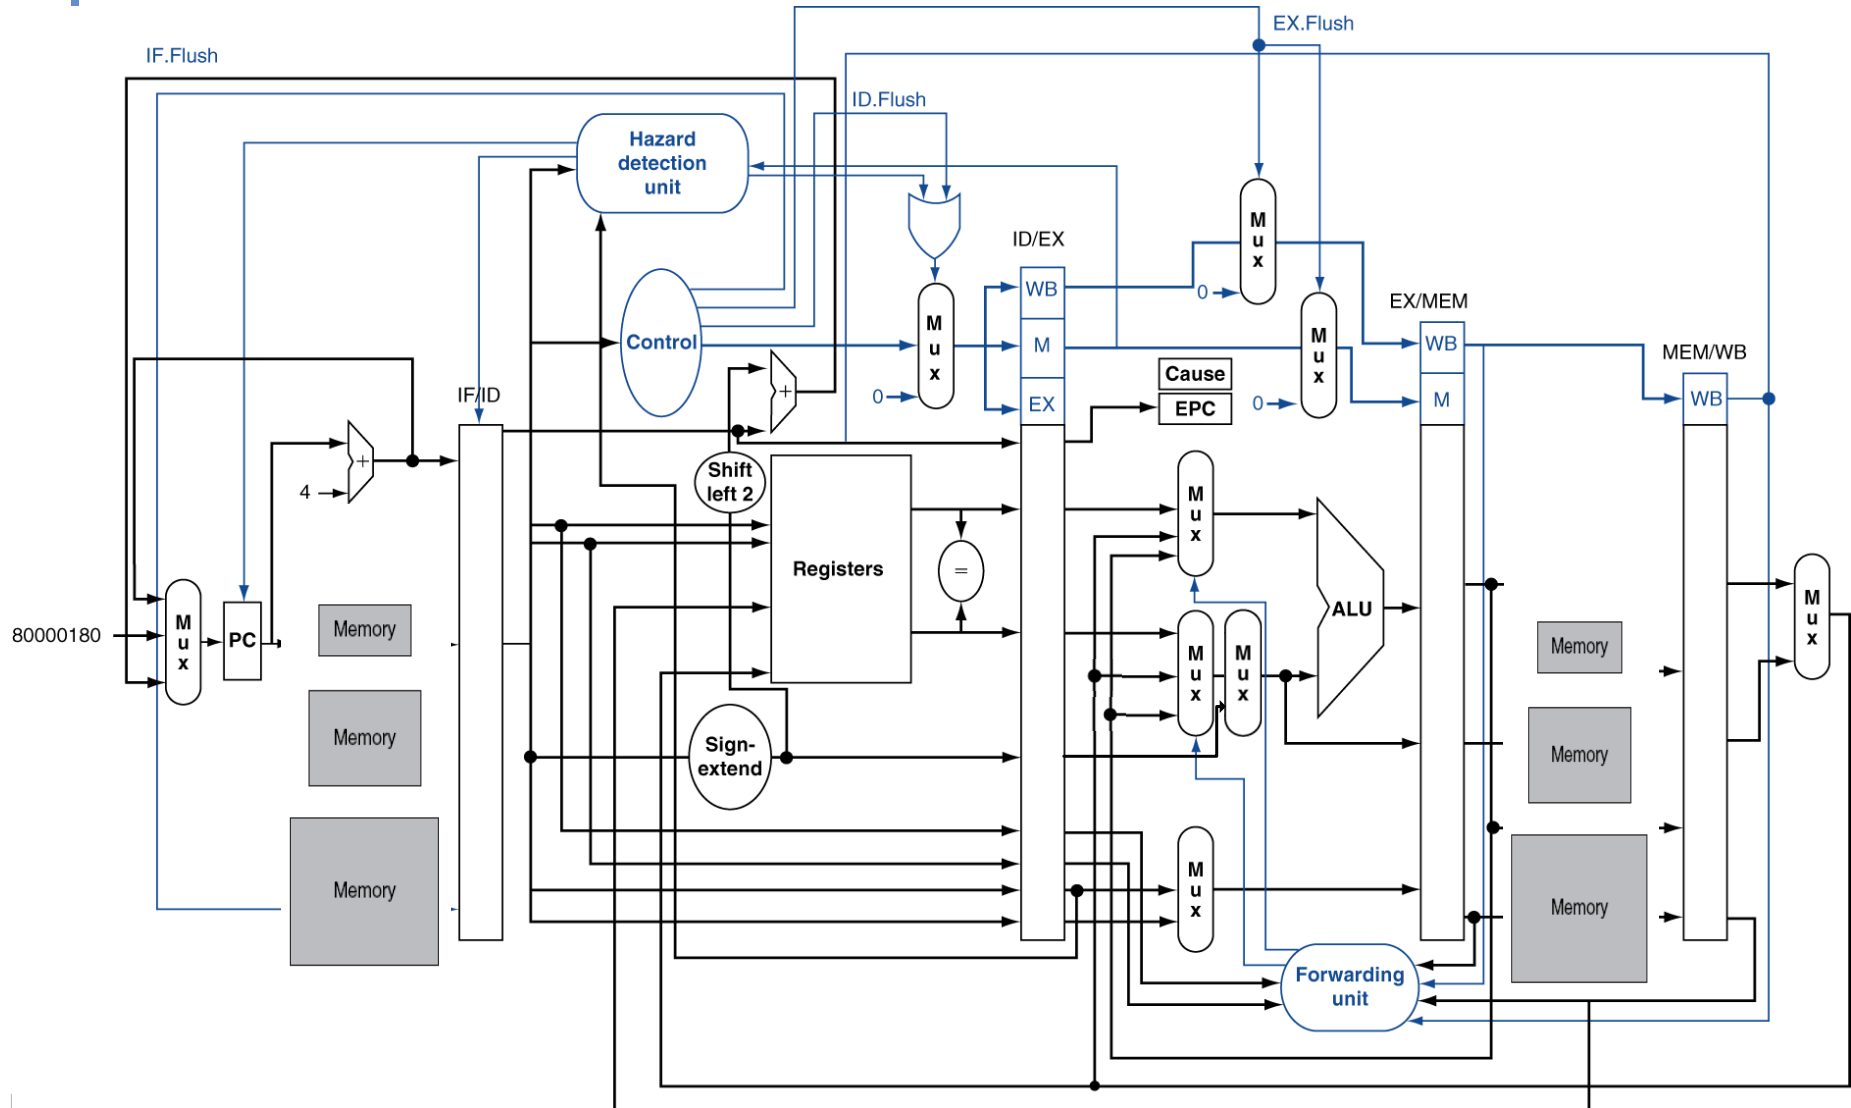 IF.Flush
EX.Flush
ID.Flush
Hazard
detection
unit
ID/EX
M
u
x
WB
0
EX/MEM
Control
M
u
x
M
M
u
x
WB
MEM/WB
Cause
0
EX
EPC
0
M
WB
IF/ID
+
+
4
Shift
left 2
M
u
x
Registers
=
ALU
80000180
M
u
x
PC
Memory
M
u
x
M
u
x
Memory
M
u
x
Memory
Sign-
extend
Memory
Memory
M
u
x
Memory
Forwarding
unit